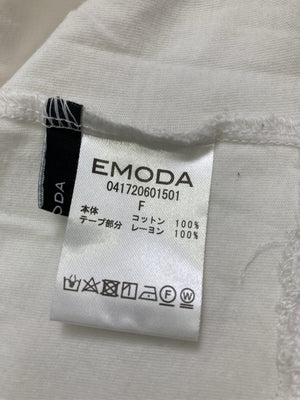 EMODA
041720601501
F
本体 コットン 100%
テープ部分 レーヨン 100%
F W
MODA